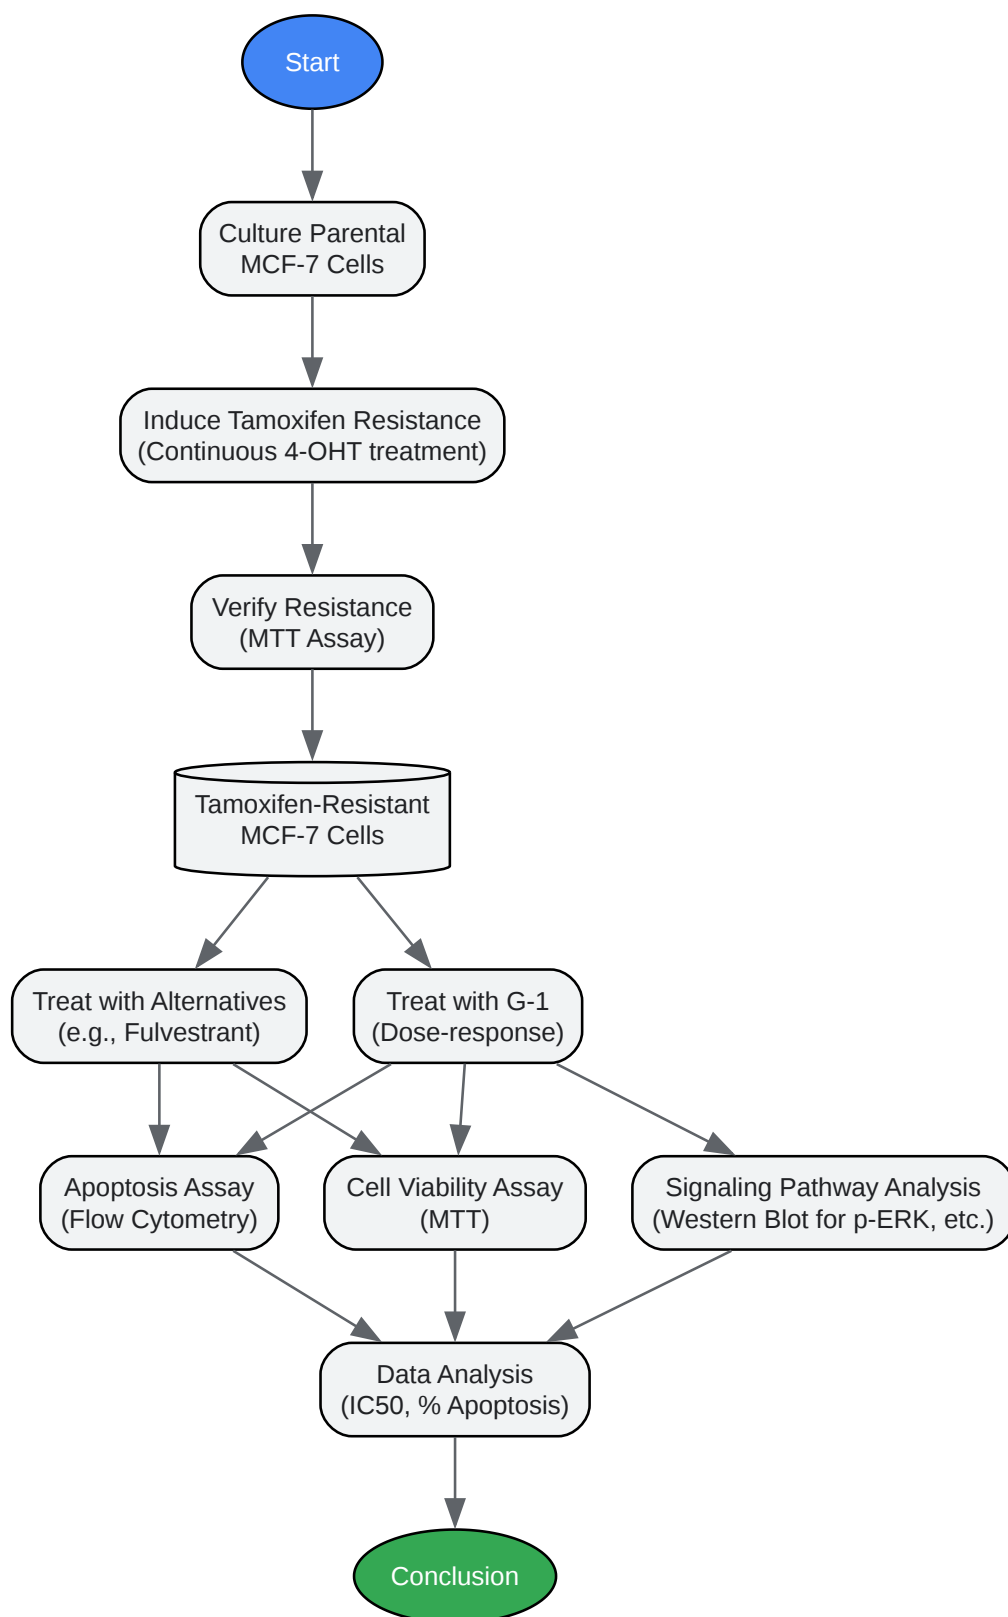 Start
Culture Parental
MCF-7 Cells
Induce Tamoxifen Resistance
(Continuous 4-OHT treatment)
Verify Resistance
(MTT Assay)
Tamoxifen-Resistant
MCF-7 Cells
Treat with Alternatives
(e.g., Fulvestrant)
Treat with G-1
(Dose-response)
Apoptosis Assay
(Flow Cytometry)
Cell Viability Assay
(MTT)
Signaling Pathway Analysis
(Western Blot for p-ERK, etc.)
Data Analysis
(IC50, % Apoptosis)
Conclusion